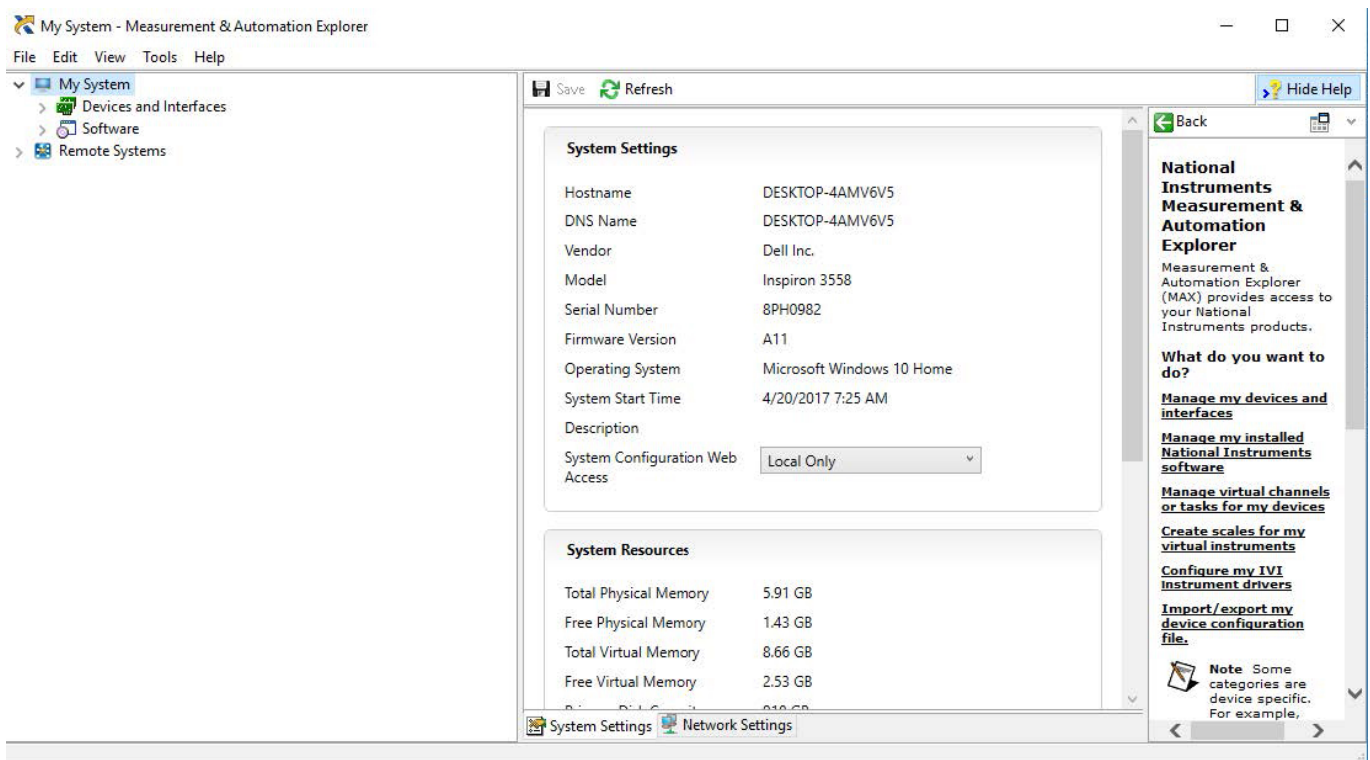 My System - Measurement & Automation Explorer
File Edit View Tools Help
My System
Devices and Interfaces
Software
Remote Systems
Save Refresh
Hide Help
System Settings
Hostname DESKTOP-4AMV6V5
DNS Name DESKTOP-4AMV6V5
Vendor Dell Inc.
Model Inspiron 3558
Serial Number 8PH0982
Firmware Version A11
Operating System Microsoft Windows 10 Home
System Start Time 4/20/2017 7:25 AM
Description
System Configuration Web
Access
Local Only
System Resources
Total Physical Memory 5.91 GB
Free Physical Memory 1.43 GB
Total Virtual Memory 8.66 GB
Free Virtual Memory 2.53 GB
System Settings Network Settings
Back
National
Instruments
Measurement &
Automation
Explorer
Measurement &
Automation Explorer
(MAX) provides access to
your National
Instruments products.
What do you want to
do?
Manage my devices and
interfaces
Manage my installed
National Instruments
software
Manage virtual channels
or tasks for my devices
Create scales for my
virtual instruments
Configure my IVI
instrument drivers
Import/export my
device configuration
file.
Note Some
categories are
device specific.
For example,